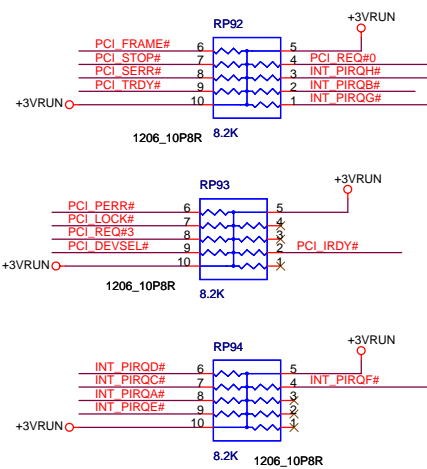 RP92
+3VRUN
PCI_FRAME# 6 5
PCI_STOP# 7 4 PCI_REQ#0
PCI_SERR# 8 3 INT_PIRQH#
PCI_TRDY# 9 2 INT_PIRQB#
+3VRUN 10 1 INT_PIRQG#
1206_10P8R 8.2K
RP93
+3VRUN
PCI_PERR# 6 5
PCI_LOCK# 7 4
PCI_REQ#3 8 3
PCI_DEVSEL# 9 2 PCI_IRDY#
+3VRUN 10 1
1206_10P8R 8.2K
RP94
+3VRUN
INT_PIRQD# 6 5
INT_PIRQC# 7 4 INT_PIRQF#
INT_PIRQA# 8 3
INT_PIRQE# 9 2
+3VRUN 10 1
8.2K 1206_10P8R